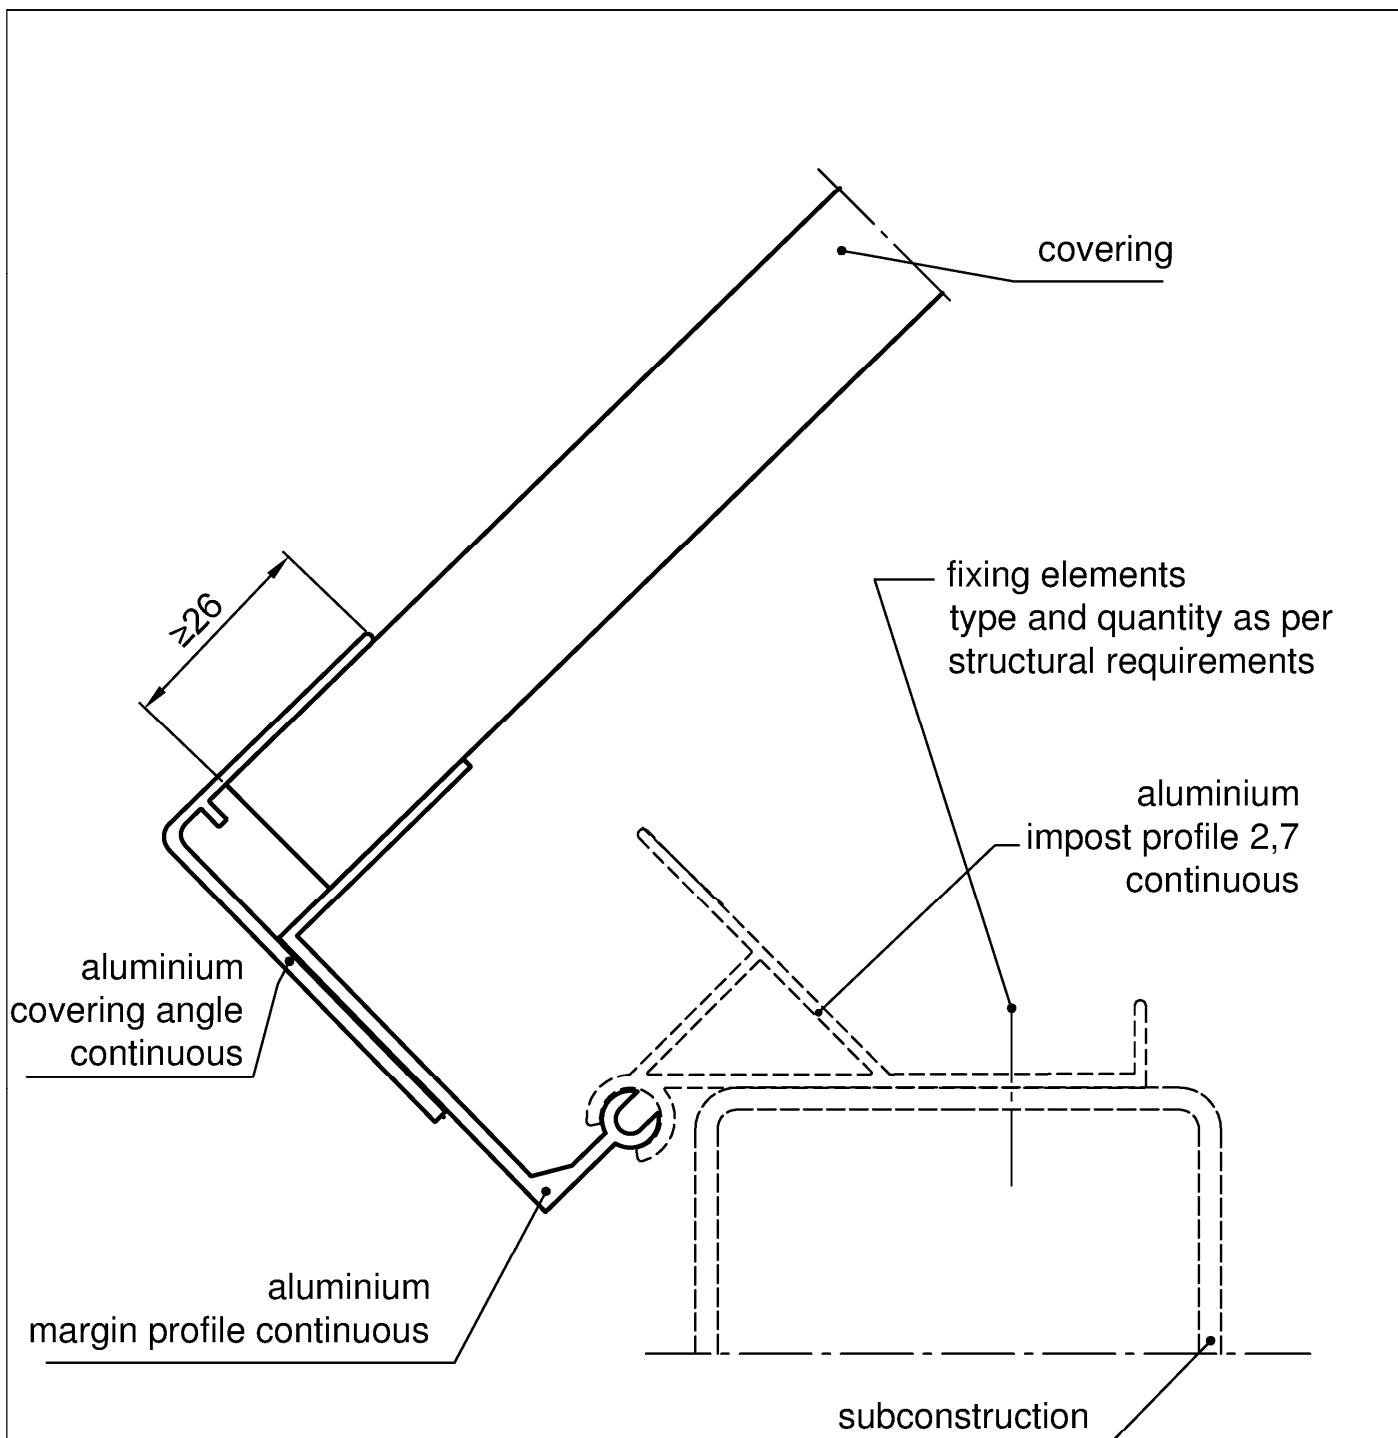 covering
≥26
fixing elements
type and quantity as per
structural requirements
aluminium
impost profile 2,7
continuous
aluminium
covering angle
continuous
aluminium
margin profile continuous
subconstruction